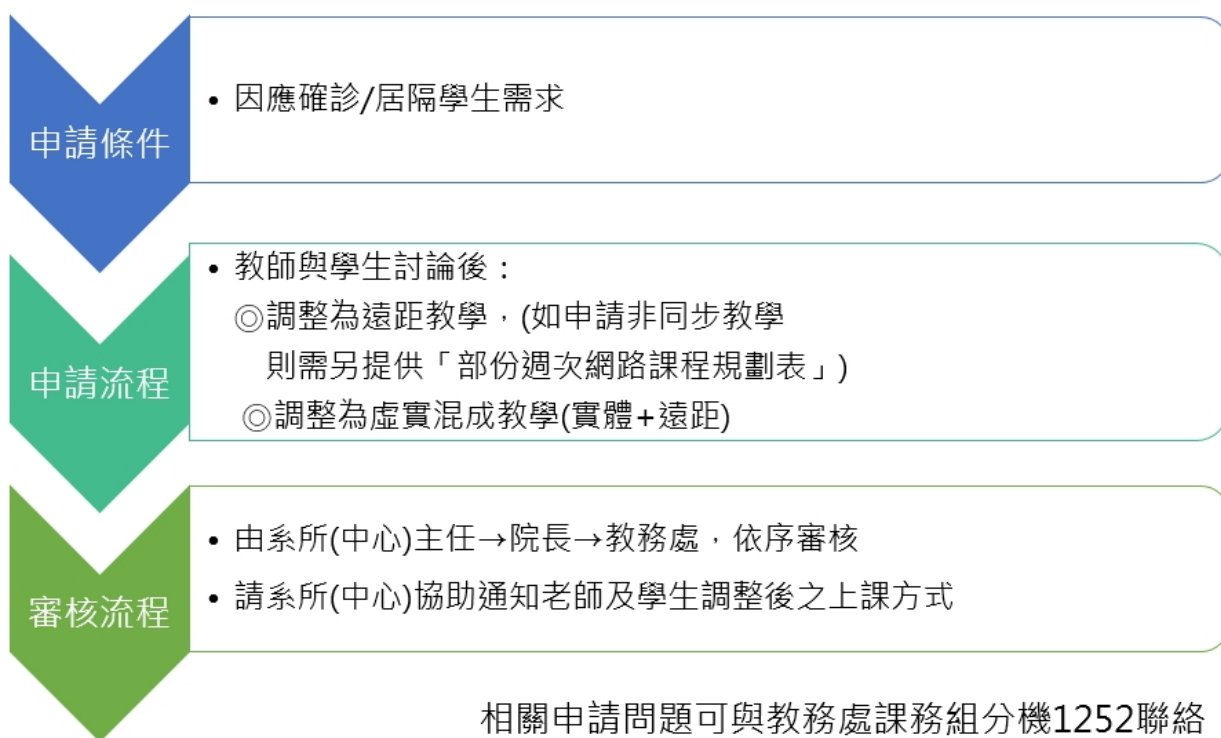 申請條件
• 因應確診/居隔學生需求
申請流程
• 教師與學生討論後：
◎調整為遠距教學，(如申請非同步教學
則需另提供「部份週次網路課程規劃表」)
◎調整為虛實混成教學(實體+遠距)
審核流程
• 由系所(中心)主任→院長→教務處，依序審核
• 請系所(中心)協助通知老師及學生調整後之上課方式
相關申請問題可與教務處課務組分機1252聯絡